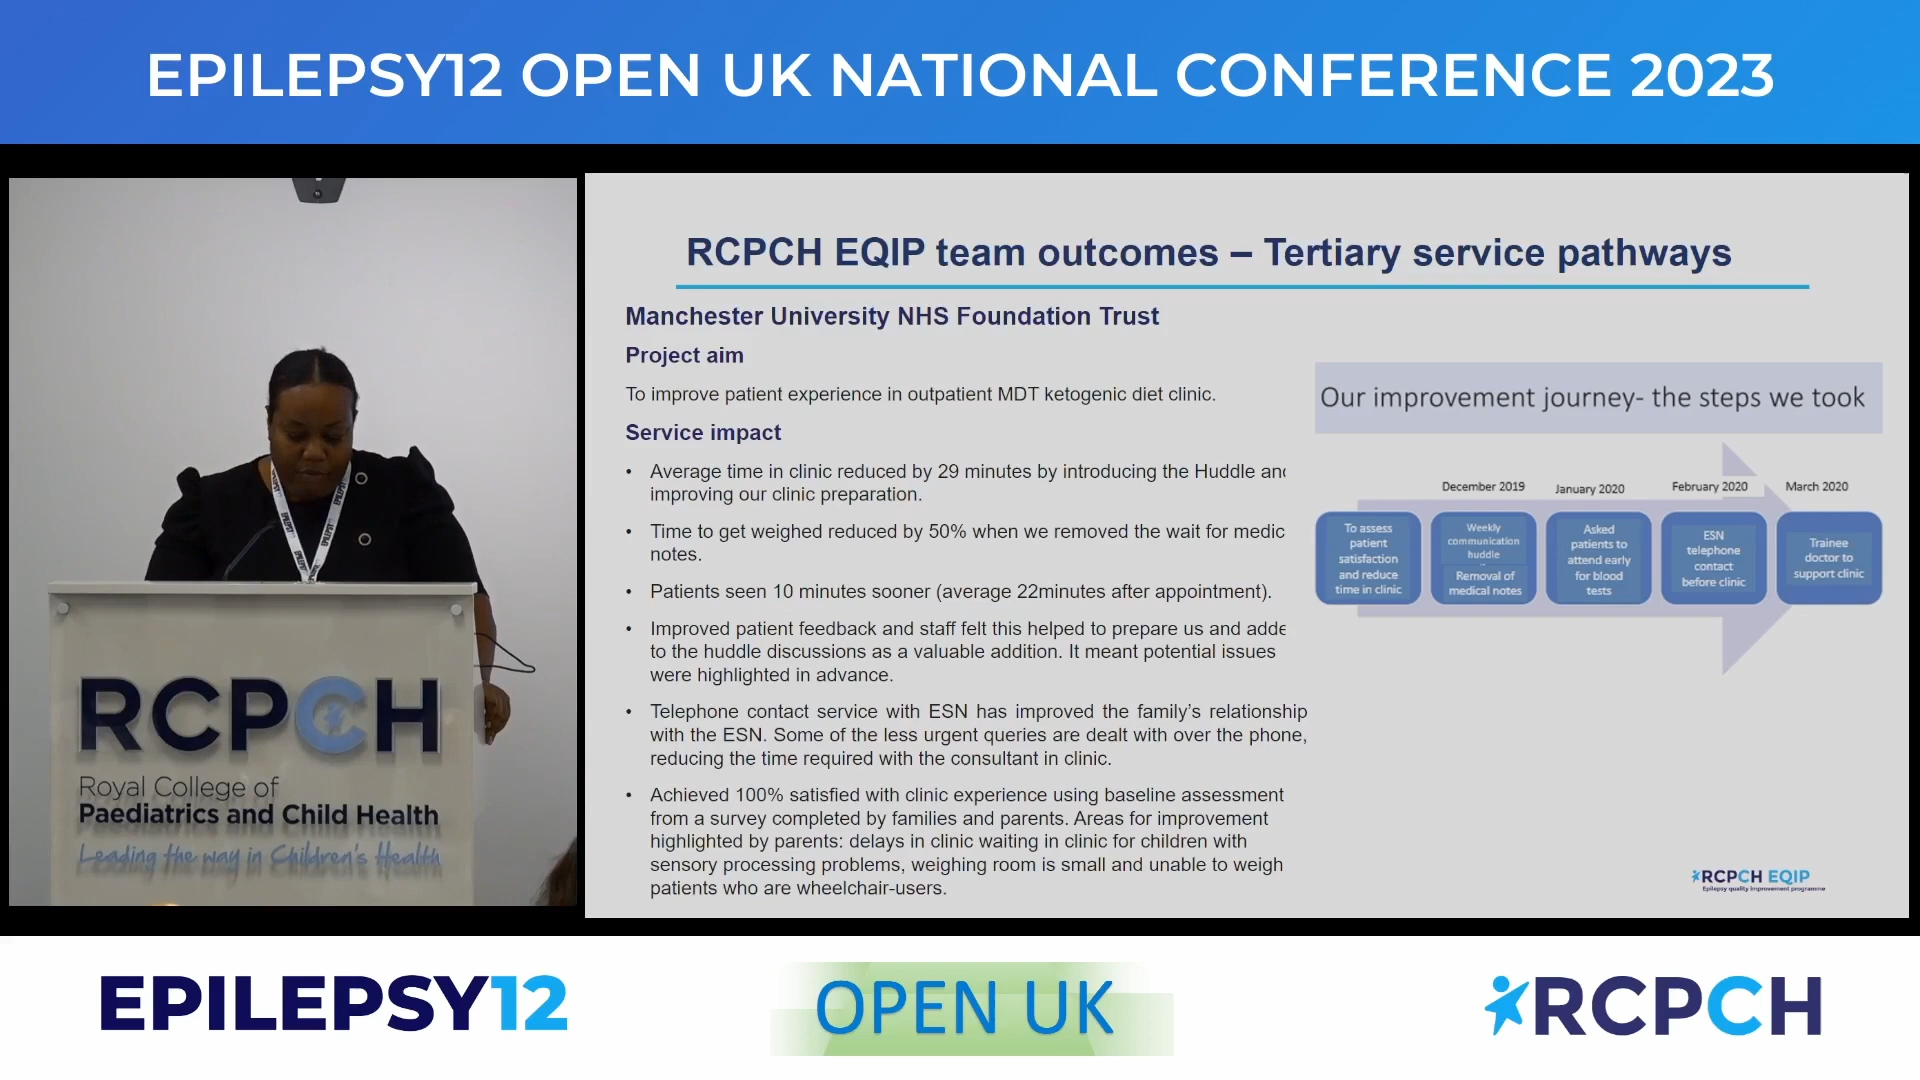 EPILEPSY12 OPEN UK NATIONAL CONFERENCE 2023
RCPCH
Royal College of
Paediatrics and Child Health
Leading the way in Children's Health
RCPCH EQIP team outcomes – Tertiary service pathways
Manchester University NHS Foundation Trust
Project aim
To improve patient experience in outpatient MDT ketogenic diet clinic.
Service impact
• Average time in clinic reduced by 29 minutes by introducing the Huddle and
improving our clinic preparation.
• Time to get weighed reduced by 50% when we removed the wait for medic
notes.
• Patients seen 10 minutes sooner (average 22minutes after appointment).
• Improved patient feedback and staff felt this helped to prepare us and adde
to the huddle discussions as a valuable addition. It meant potential issues
were highlighted in advance.
• Telephone contact service with ESN has improved the family's relationship
with the ESN. Some of the less urgent queries are dealt with over the phone,
reducing the time required with the consultant in clinic.
• Achieved 100% satisfied with clinic experience using baseline assessment
from a survey completed by families and parents. Areas for improvement
highlighted by parents: delays in clinic waiting in clinic for children with
sensory processing problems, weighing room is small and unable to weigh
patients who are wheelchair-users.
Our improvement journey- the steps we took
To assess
patient
satisfaction
and reduce
time in clinic
December 2019
Weekly
communication
huddle
Removal of
medical notes
January 2020
Asked
patients to
attend early
for blood
tests
February 2020
ESN
telephone
contact
before clinic
March 2020
Trainee
doctor to
support clinic
RCPCH EQIP
Epilepsy quality improvement programme
EPILEPSY12
OPEN UK
RCPCH